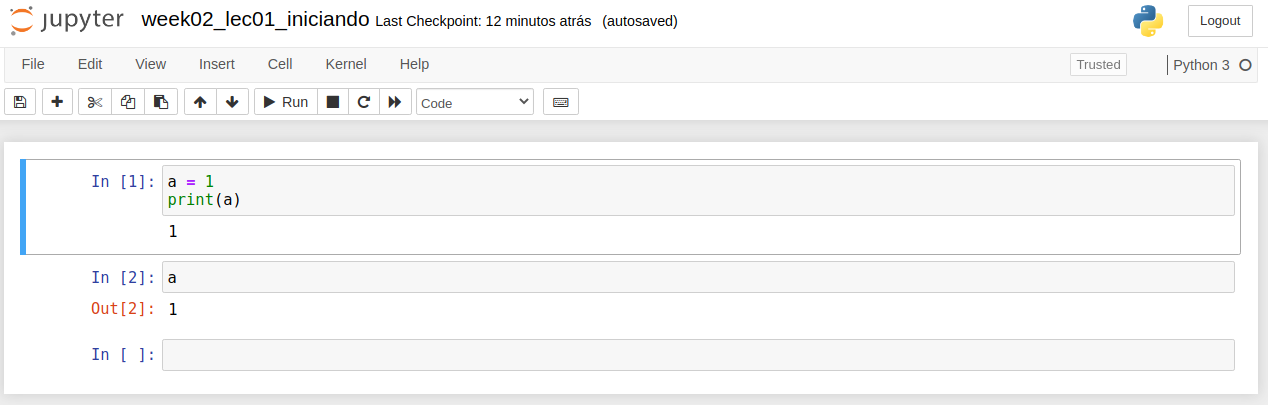 jupyter week02_lec01_iniciando Last Checkpoint: 12 minutos atrás (autosaved) Logout
File Edit View Insert Cell Kernel Help Trusted Python 3
Run Code
In [1]: a = 1
print(a)
1
In [2]: a
Out[2]: 1
In [ ]: